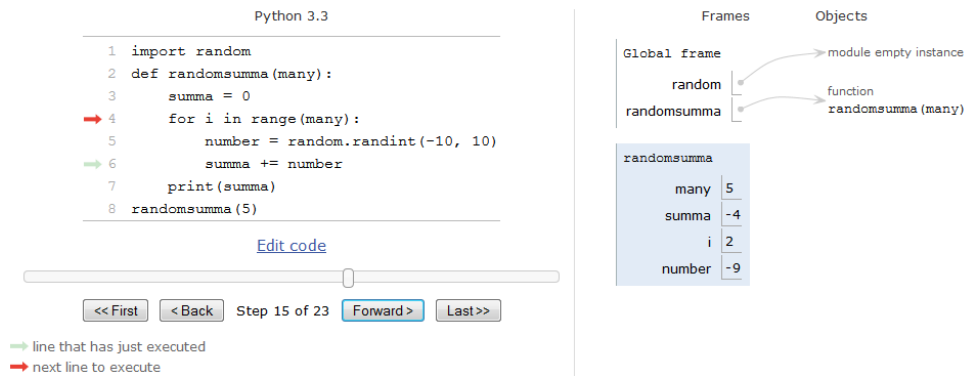 Python 3.3
1 import random
2 def randomsumma(many):
3     summa = 0
4     for i in range(many):
5         number = random.randint(-10, 10)
6         summa += number
7     print(summa)
8 randomsumma(5)
Edit code
<< First
< Back
Step 15 of 23
Forward >
Last >>
line that has just executed
next line to execute
Frames
Objects
Global frame
random
randomsumma
module empty instance
function
randomsumma(many)
randomsumma
many 5
summa -4
i 2
number -9